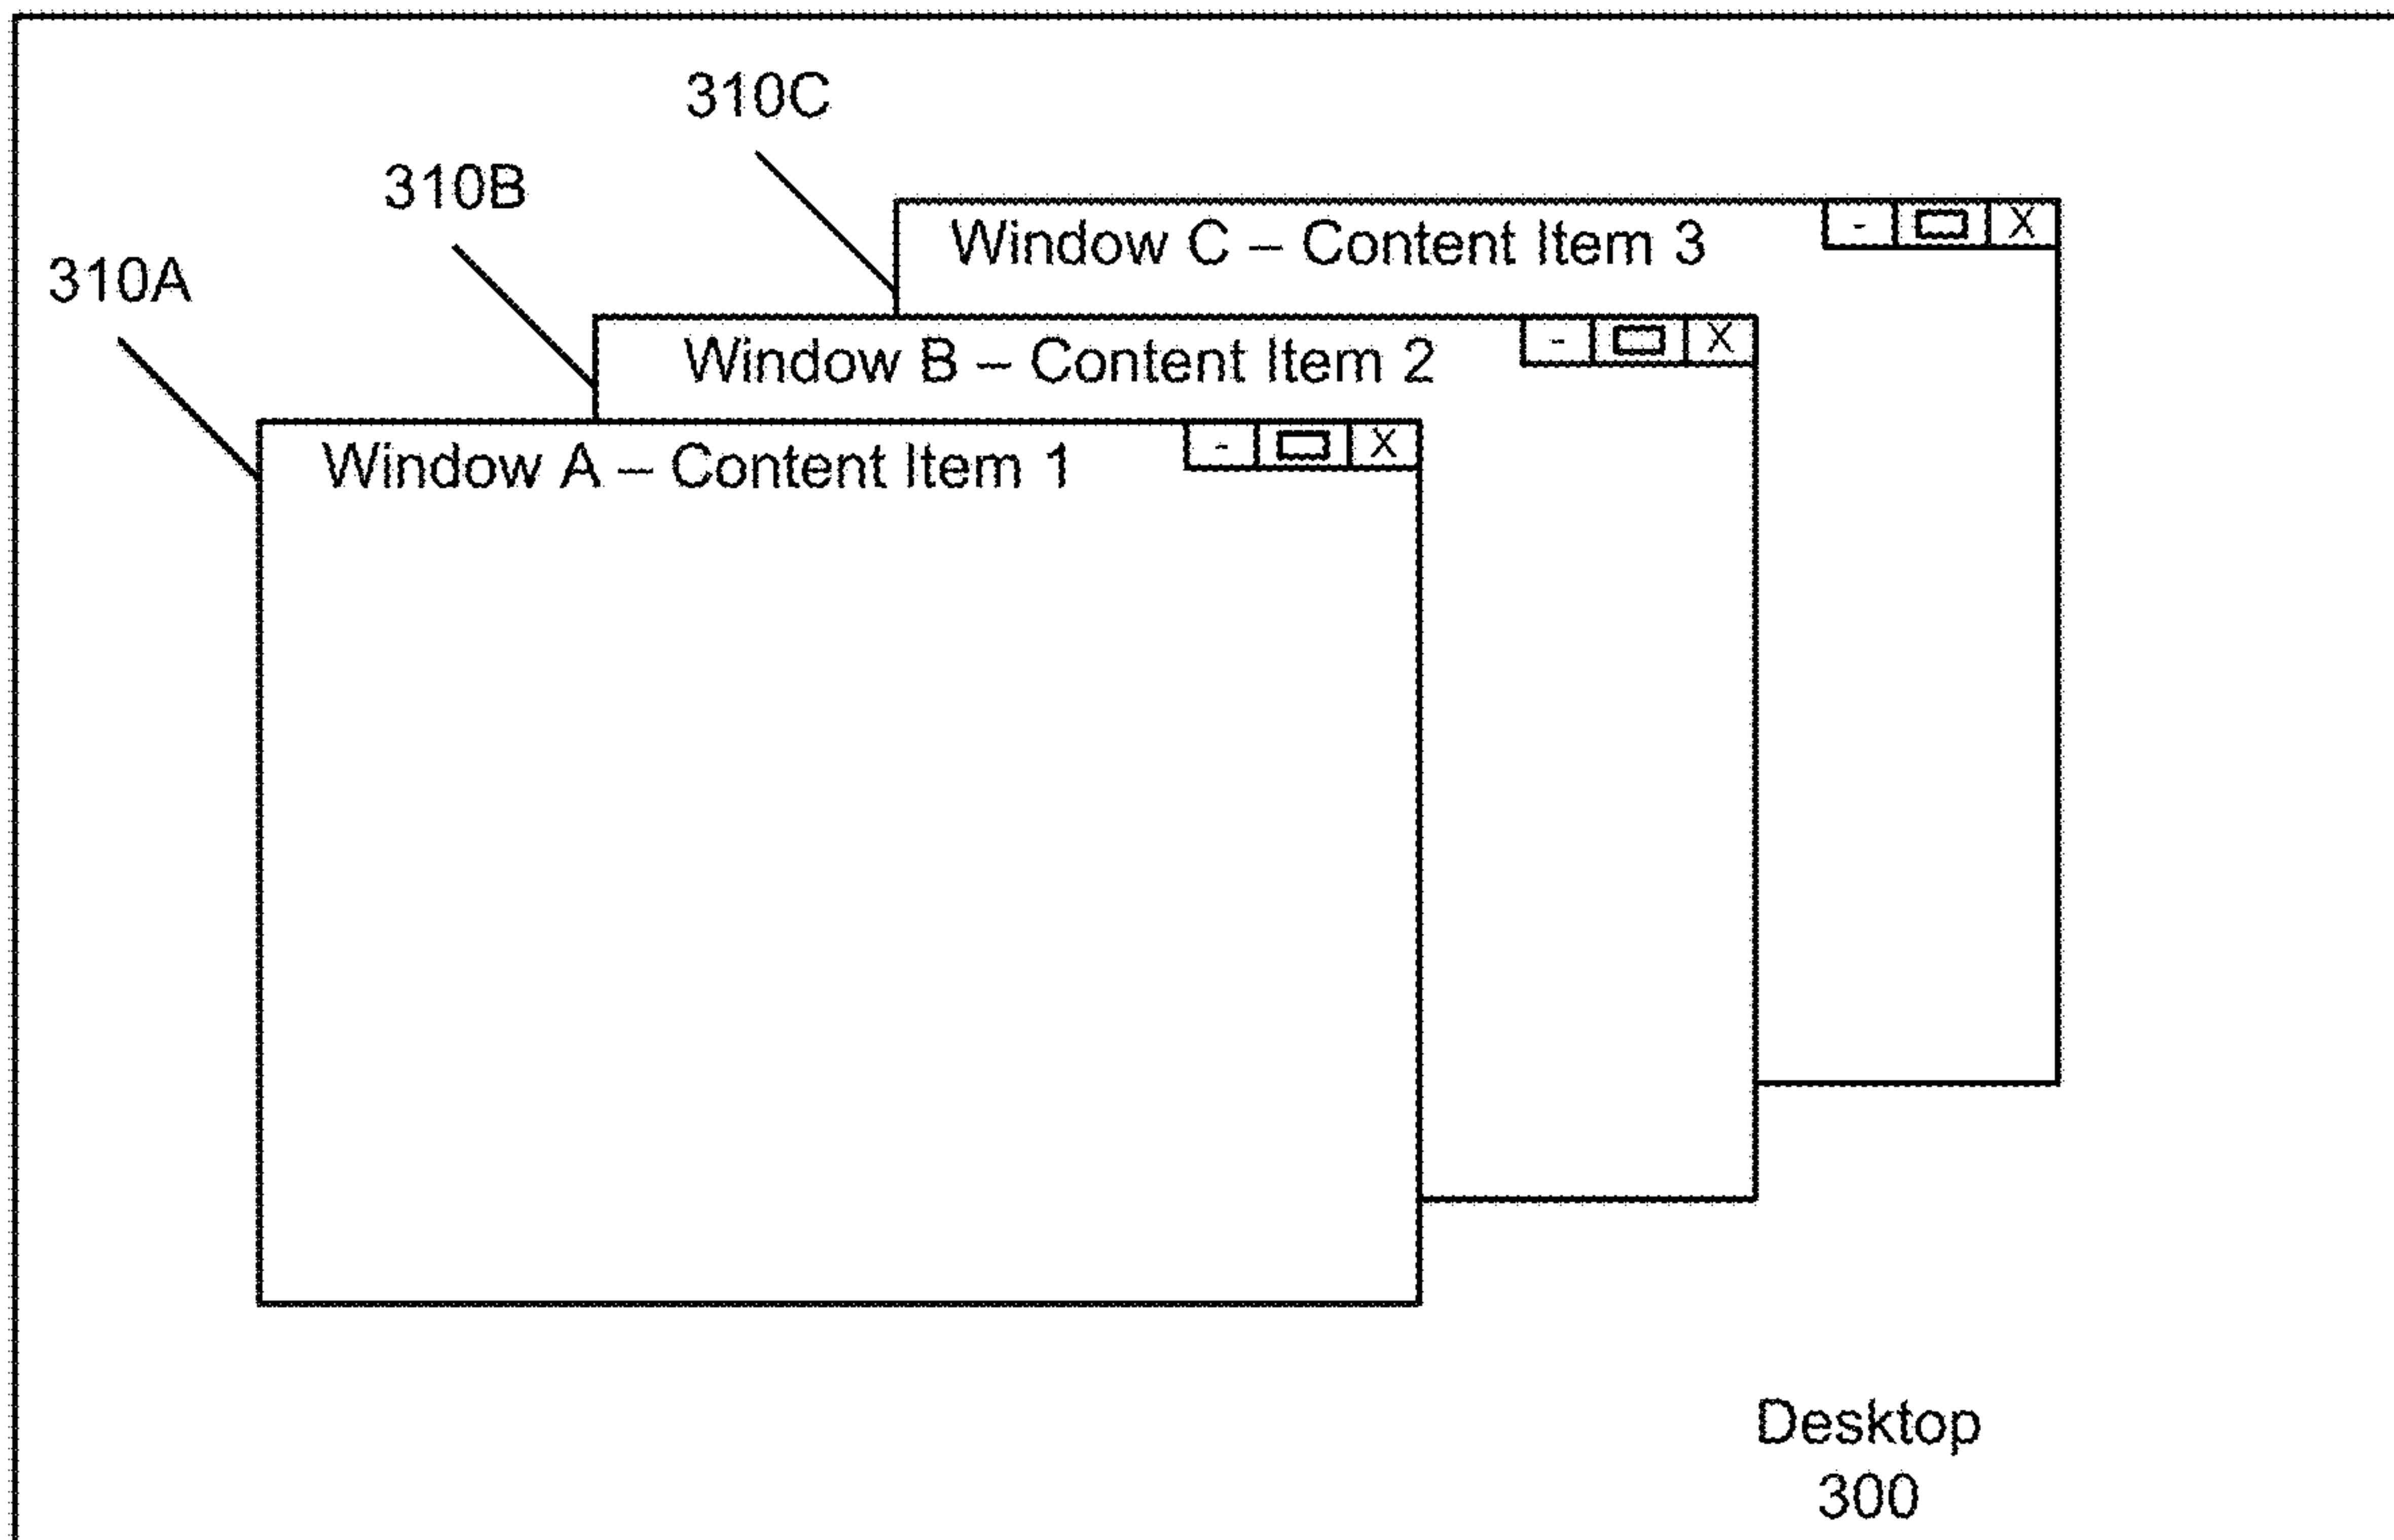 310C
310B
310A
Window C – Content Item 3
- X
Window B – Content Item 2
- X
Window A – Content Item 1
- X
Desktop
300